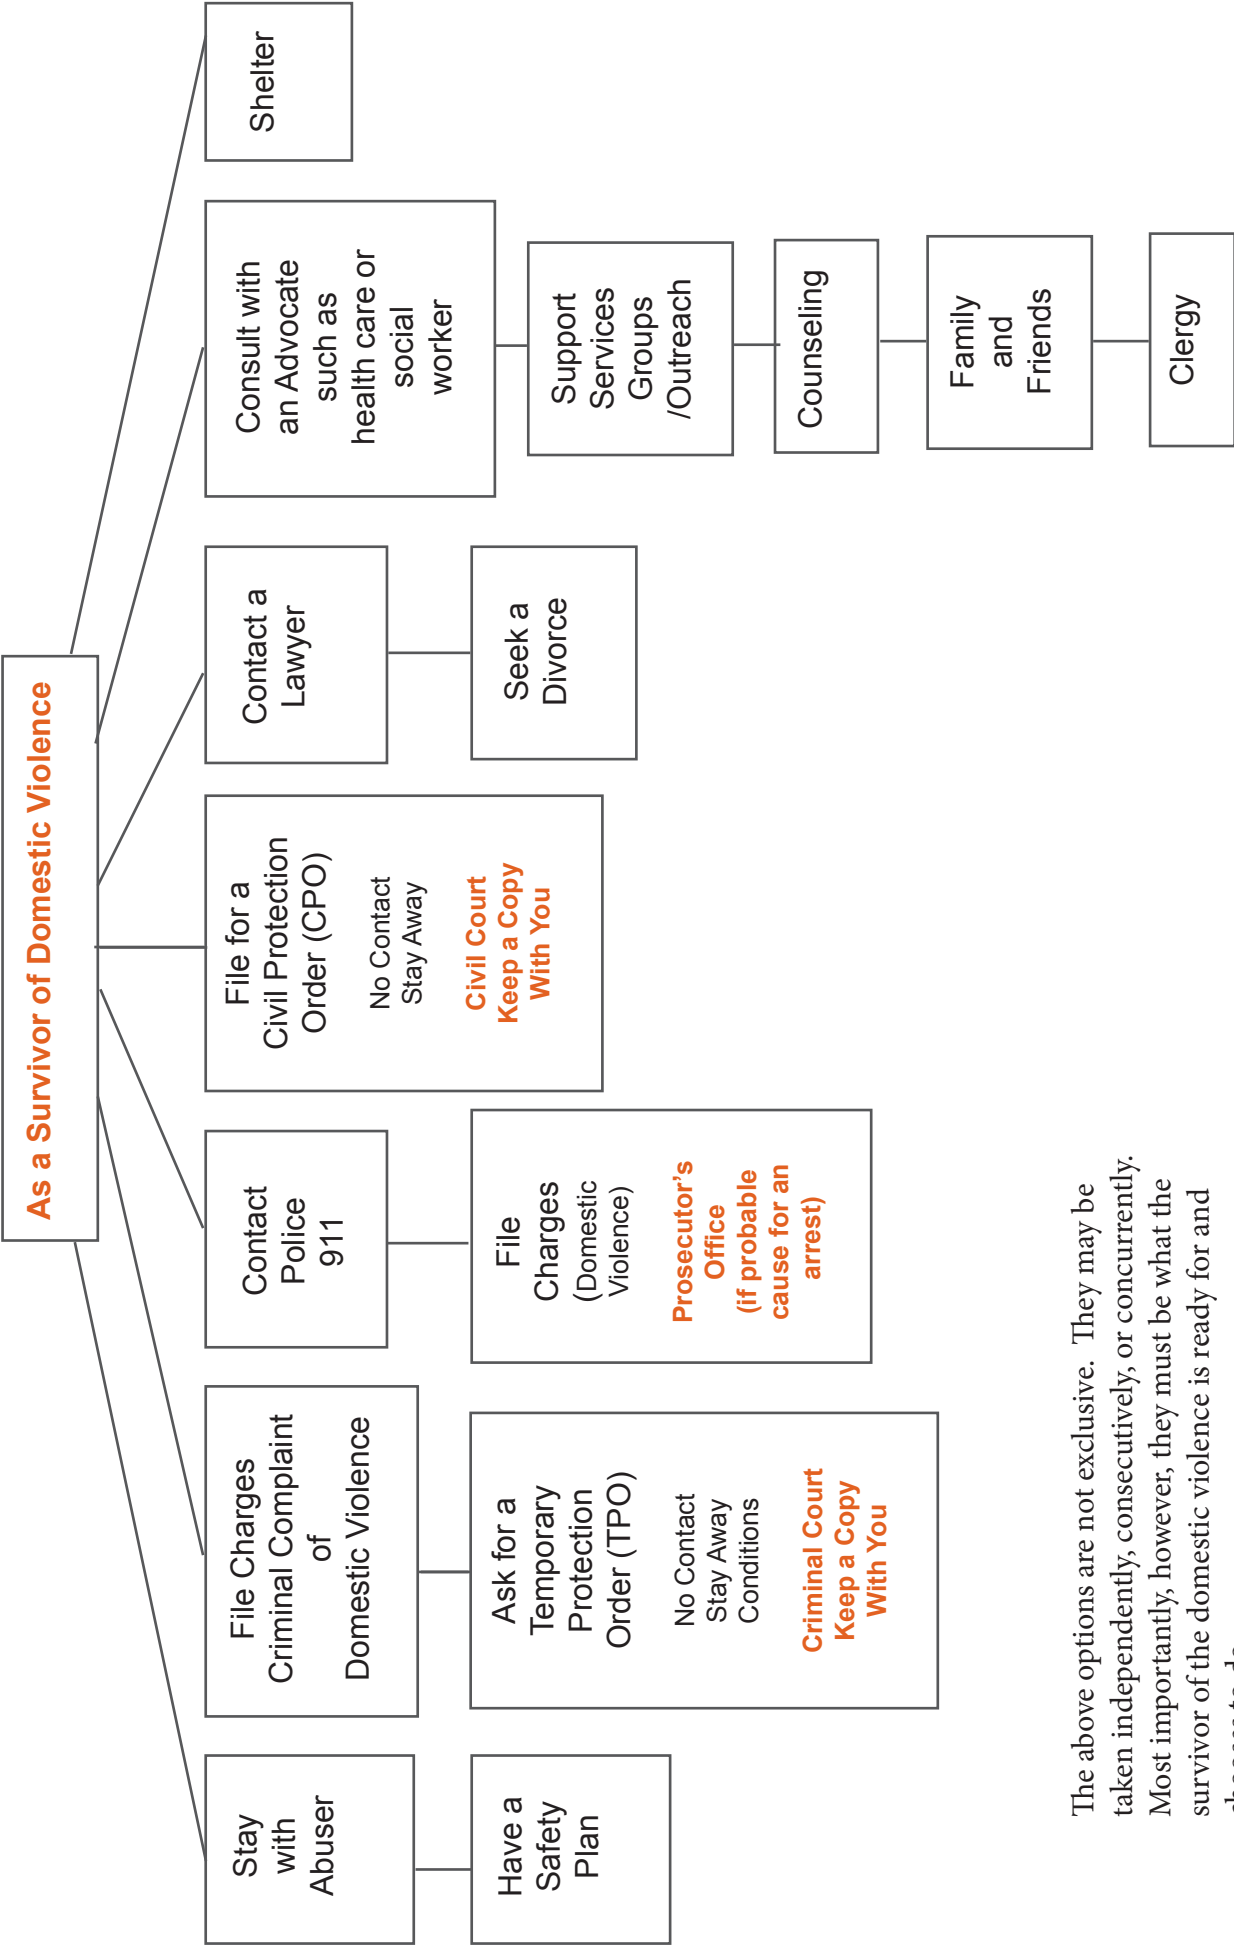 As a Survivor of Domestic Violence
Stay
with
Abuser
Have a
Safety
Plan
File Charges
Criminal Complaint
of
Domestic Violence
Ask for a
Temporary
Protection
Order (TPO)
No Contact
Stay Away
Conditions
Criminal Court
Keep a Copy
With You
Contact
Police
911
File
Charges
(Domestic
Violence)
Prosecutor’s
Office
(if probable
cause for an
arrest)
File for a
Civil Protection
Order (CPO)
No Contact
Stay Away
Civil Court
Keep a Copy
With You
Contact a
Lawyer
Seek a
Divorce
Consult with
an Advocate
such as
health care or
social
worker
Support
Services
Groups
/Outreach
Counseling
Family
and
Friends
Clergy
Shelter
The above options are not exclusive.  They may be
taken independently, consecutively, or concurrently.
Most importantly, however, they must be what the
survivor of the domestic violence is ready for and